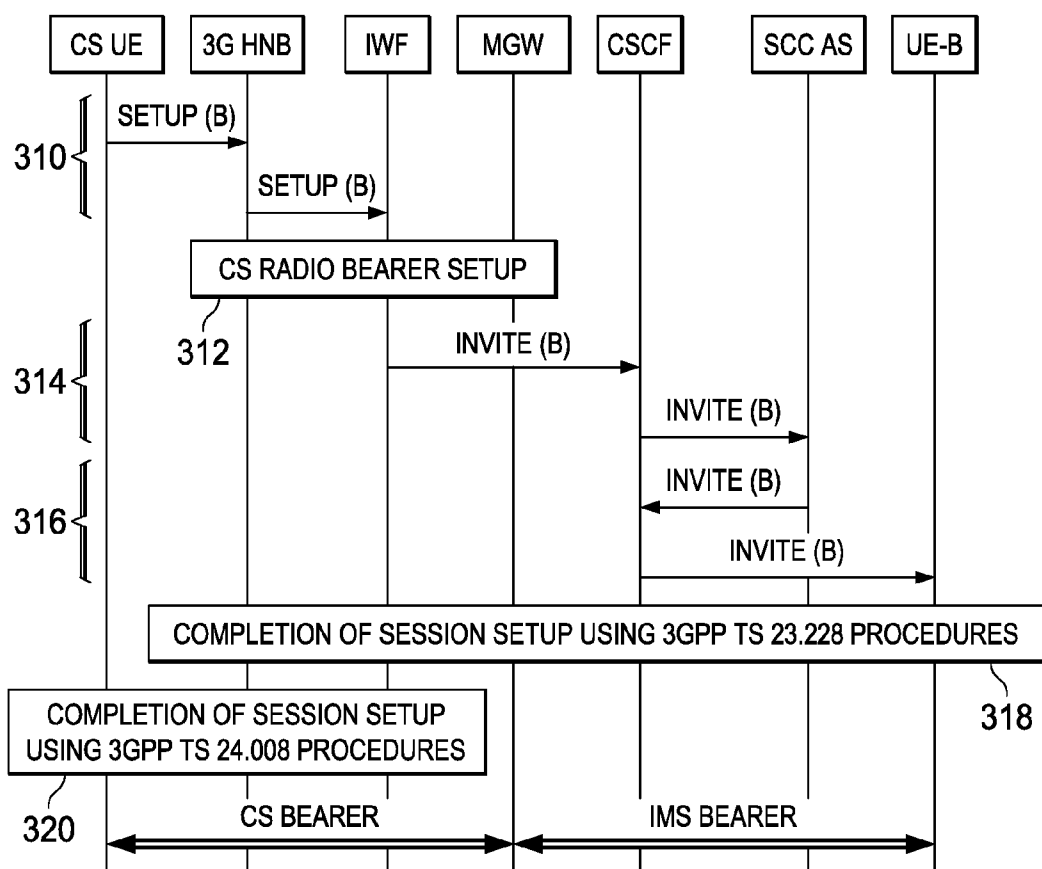 CS UE
3G HNB
IWF
MGW
CSCF
SCC AS
UE-B
SETUP (B)
310
SETUP (B)
CS RADIO BEARER SETUP
312
INVITE (B)
314
INVITE (B)
INVITE (B)
316
INVITE (B)
COMPLETION OF SESSION SETUP USING 3GPP TS 23.228 PROCEDURES
318
COMPLETION OF SESSION SETUP
USING 3GPP TS 24.008 PROCEDURES
320
CS BEARER
IMS BEARER